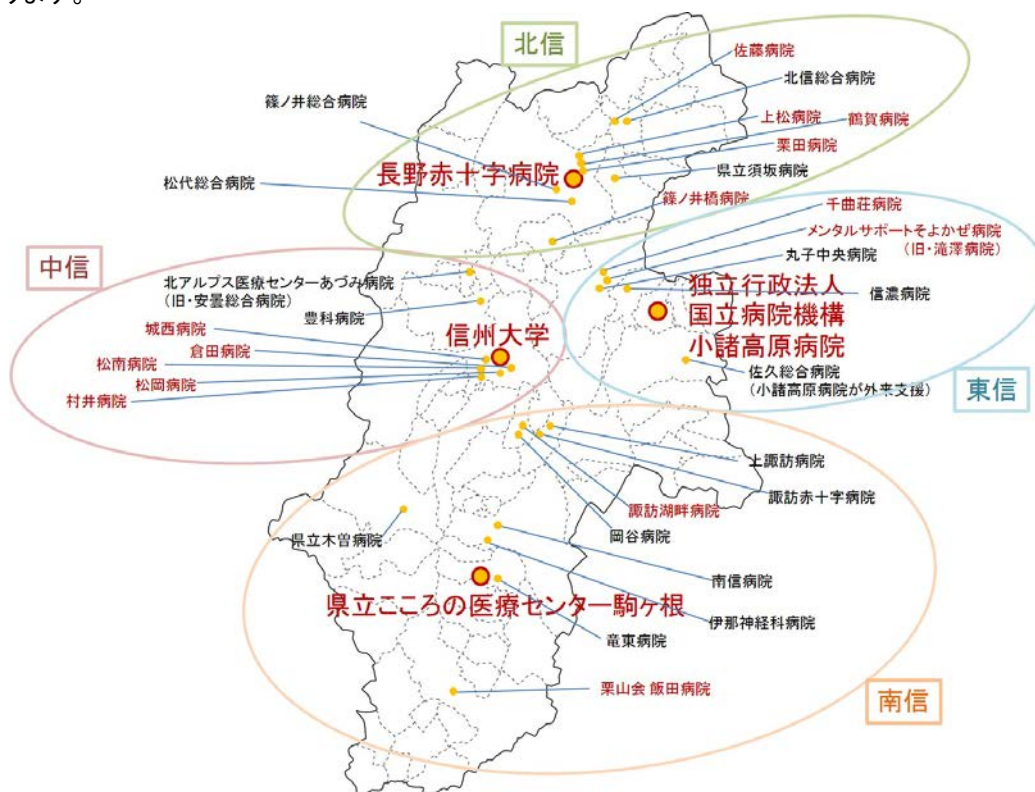 ります。
北信
佐藤病院
北信総合病院
篠ノ井総合病院
上松病院
鶴賀病院
栗田病院
長野赤十字病院
県立須坂病院
松代総合病院
篠ノ井橋病院
千曲荘病院
メンタルサポートそよかぜ病院
(旧・滝澤病院)
丸子中央病院
中信
北アルプス医療センターあづみ病院
(旧・安曇総合病院)
独立行政法人
国立病院機構
小諸高原病院
信濃病院
豊科病院
城西病院
信州大学
倉田病院
松南病院
松岡病院
村井病院
佐久総合病院
(小諸高原病院が外来支援)
東信
上諏訪病院
諏訪赤十字病院
諏訪湖畔病院
岡谷病院
県立木曽病院
南信病院
県立こころの医療センター駒ヶ根
伊那神経科病院
竜東病院
栗山会 飯田病院
南信